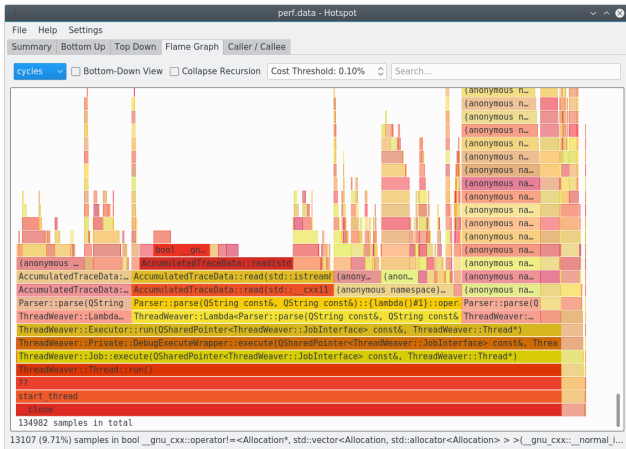 perf.data - Hotspot
File Help Settings
Summary Bottom Up Top Down Flame Graph Caller / Callee
cycles Bottom-Down View Collapse Recursion Cost Threshold: 0.10% Search...
(anonymous n…
(anonymous n…
(anonymous n…
(anonymous n…
(anonymous n…
(anonymous n…
(anonymous n…
(anonymous na…
(anonymous na…
(anonymous na…
(anonymous na…
(anonymous na…
bool __gn… (anonymous na…
(anonymous … AccumulatedTraceData::read(std (anonymous na…
AccumulatedTraceData:… AccumulatedTraceData::read(std::istream& (anony… (anon… (anonymous na…
AccumulatedTraceData:… AccumulatedTraceData::read(std::__cxx11: (anonymous namespace)… (anonymous na…
Parser::parse(QString Parser::parse(QString const&, QString const&)::{lambda()#1}::oper Parser::parse(Q
ThreadWeaver::Lambda… ThreadWeaver::Lambda<Parser::parse(QString const&, QString const& ThreadWeaver:…
ThreadWeaver::Executor::run(QSharedPointer<ThreadWeaver::JobInterface> const&, ThreadWeaver::Thread*)
ThreadWeaver::Private::DebugExecuteWrapper::execute(QSharedPointer<ThreadWeaver::JobInterface> const&, Threa
ThreadWeaver::Job::execute(QSharedPointer<ThreadWeaver::JobInterface> const&, ThreadWeaver::Thread*)
ThreadWeaver::Thread::run()
??
start_thread
__clone
134982 samples in total
13107 (9.71%) samples in bool __gnu_cxx::operator!=<Allocation*, std::vector<Allocation, std::allocator<Allocation> > >(__gnu_cxx::__normal_i…